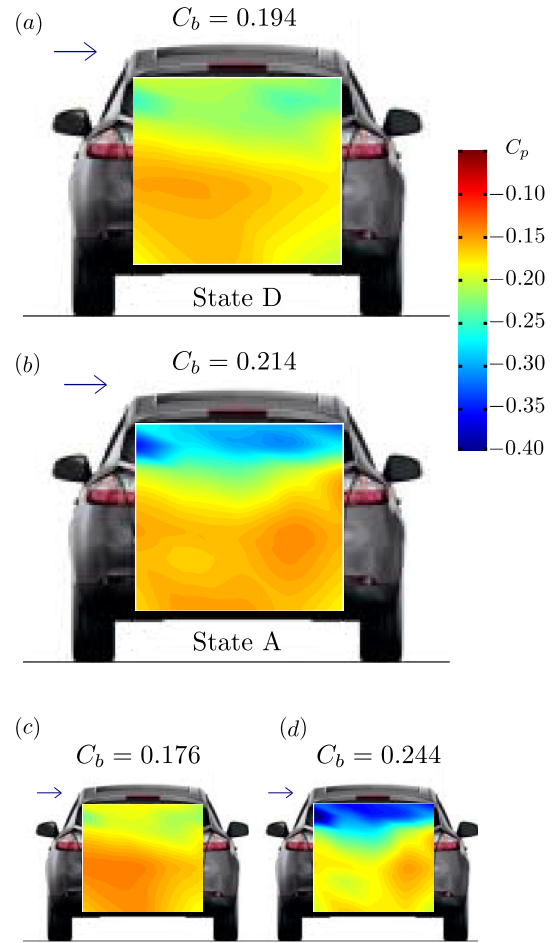 (a)
C_b = 0.194
C_p
−0.10
−0.15
−0.20
−0.25
−0.30
−0.35
−0.40
State D
(b)
C_b = 0.214
State A
(c)
C_b = 0.176
(d)
C_b = 0.244